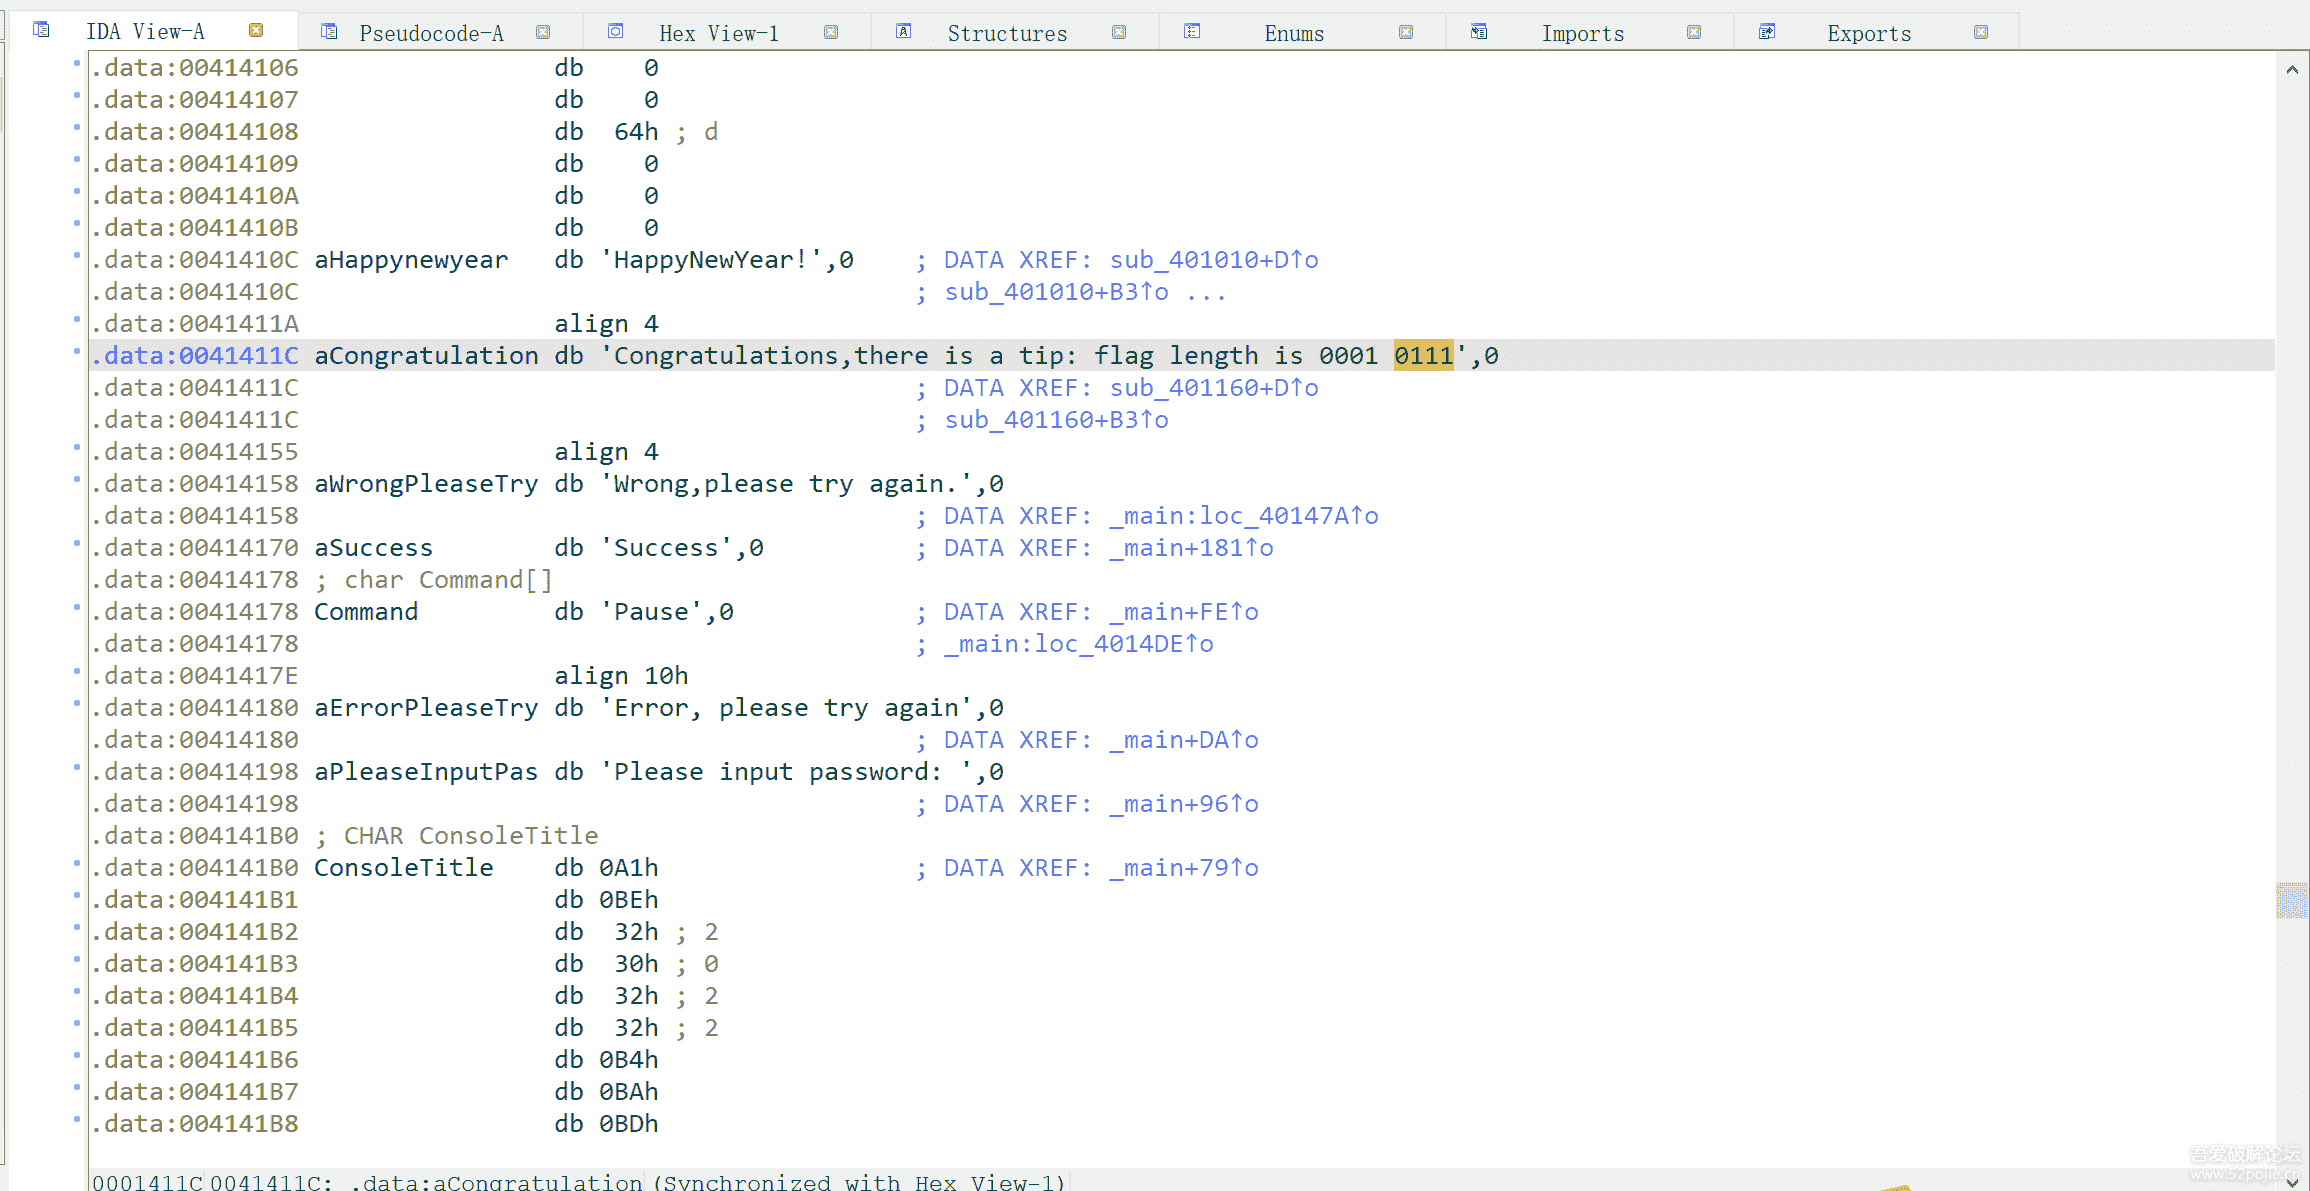 IDA View-A Pseudocode-A Hex View-1 Structures Enums Imports Exports
.data:00414106 db 0
.data:00414107 db 0
.data:00414108 db 64h ; d
.data:00414109 db 0
.data:0041410A db 0
.data:0041410B db 0
.data:0041410C aHappynewyear db 'HappyNewYear!',0 ; DATA XREF: sub_401010+D↑o
.data:0041410C ; sub_401010+B3↑o ...
.data:0041411A align 4
.data:0041411C aCongratulation db 'Congratulations,there is a tip: flag length is 0001 0111',0
.data:0041411C ; DATA XREF: sub_401160+D↑o
.data:0041411C ; sub_401160+B3↑o
.data:00414155 align 4
.data:00414158 aWrongPleaseTry db 'Wrong,please try again.',0
.data:00414158 ; DATA XREF: _main:loc_40147A↑o
.data:00414170 aSuccess db 'Success',0 ; DATA XREF: _main+181↑o
.data:00414178 ; char Command[]
.data:00414178 Command db 'Pause',0 ; DATA XREF: _main+FE↑o
.data:00414178 ; _main:loc_4014DE↑o
.data:0041417E align 10h
.data:00414180 aErrorPleaseTry db 'Error, please try again',0
.data:00414180 ; DATA XREF: _main+DA↑o
.data:00414198 aPleaseInputPas db 'Please input password: ',0
.data:00414198 ; DATA XREF: _main+96↑o
.data:004141B0 ; CHAR ConsoleTitle
.data:004141B0 ConsoleTitle db 0A1h ; DATA XREF: _main+79↑o
.data:004141B1 db 0BEh
.data:004141B2 db 32h ; 2
.data:004141B3 db 30h ; 0
.data:004141B4 db 32h ; 2
.data:004141B5 db 32h ; 2
.data:004141B6 db 0B4h
.data:004141B7 db 0BAh
.data:004141B8 db 0BDh
吾爱破解论坛
www.52pojie.cn
0001411C 0041411C: .data:aCongratulation (Synchronized with Hex View-1)